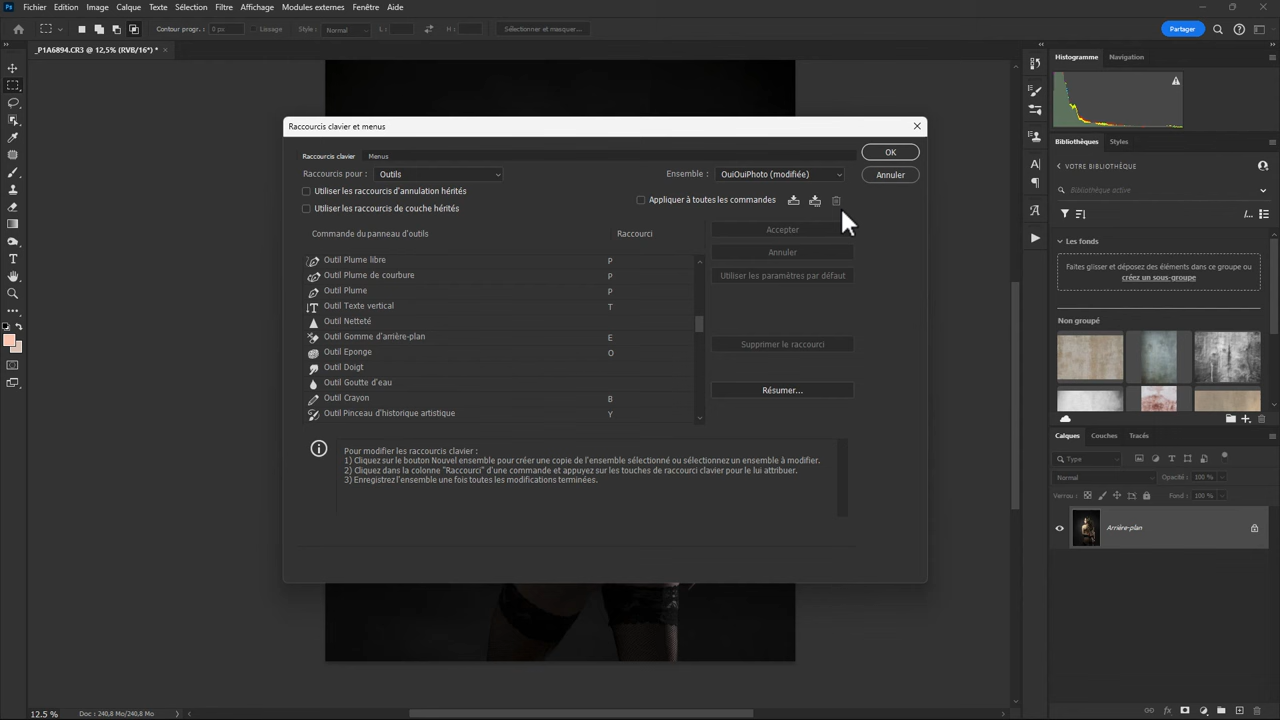 Ps Fichier Edition Image Calque Texte Sélection Filtre Affichage Modules externes Fenêtre Aide
Contour progr. : 0 px Lissage Style : Normal L : H : Sélectionner et masquer... Partager
_P1A6894.CR3 @ 12,5% (RVB/16*) * ×
Histogramme Navigation
Raccourcis clavier et menus
Bibliothèques Styles
Raccourcis clavier Menus
OK
VOTRE BIBLIOTHÈQUE
Raccourcis pour : Outils
Ensemble : OuiOuiPhoto (modifiée)
Annuler
Bibliothèque active
Utiliser les raccourcis d'annulation hérités
Appliquer à toutes les commandes
Utiliser les raccourcis de couche hérités
Commande du panneau d'outils Raccourci
Accepter
Annuler
Utiliser les paramètres par défaut
Supprimer le raccourci
Résumer...
Outil Plume libre P
Outil Plume de courbure P
Outil Plume P
Outil Texte vertical T
Outil Netteté
Outil Gomme d'arrière-plan E
Outil Eponge O
Outil Doigt
Outil Goutte d'eau
Outil Crayon B
Outil Pinceau d'historique artistique Y
Pour modifier les raccourcis clavier :
1) Cliquez sur le bouton Nouvel ensemble pour créer une copie de l'ensemble sélectionné ou sélectionnez un ensemble à modifier.
2) Cliquez dans la colonne "Raccourci" d'une commande et appuyez sur les touches de raccourci clavier pour le lui attribuer.
3) Enregistrez l'ensemble une fois toutes les modifications terminées.
Les fonds
Faites glisser et déposez des éléments dans ce groupe ou
créez un sous-groupe
Non groupé
Calques Couches Tracés
Type
Normal Opacité : 100 %
Verrou : Fond : 100 %
Arrière-plan
12,5 % Doc : 240,8 Mo/240,8 Mo